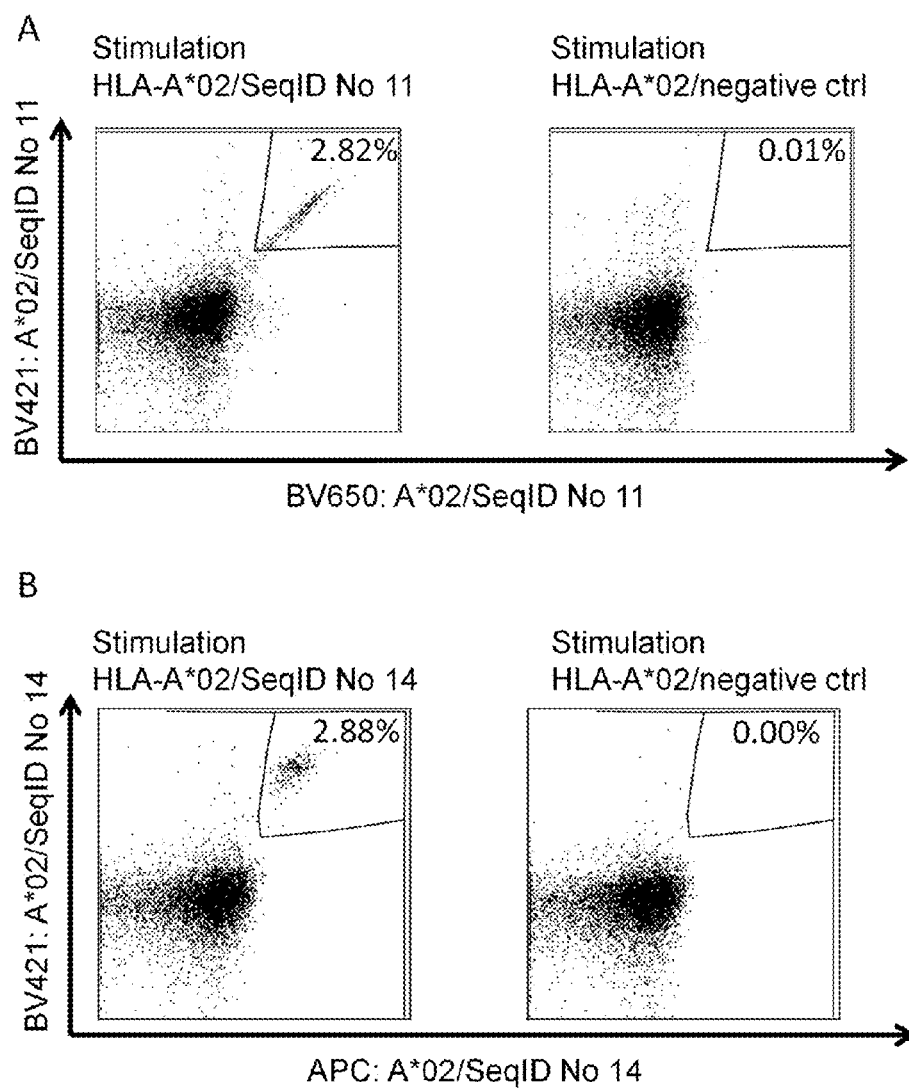 A
Stimulation
HLA-A*02/SeqID No 11
Stimulation
HLA-A*02/negative ctrl
2.82%
0.01%
BV421: A*02/SeqID No 11
BV650: A*02/SeqID No 11
B
Stimulation
HLA-A*02/SeqID No 14
Stimulation
HLA-A*02/negative ctrl
2.88%
0.00%
BV421: A*02/SeqID No 14
APC: A*02/SeqID No 14